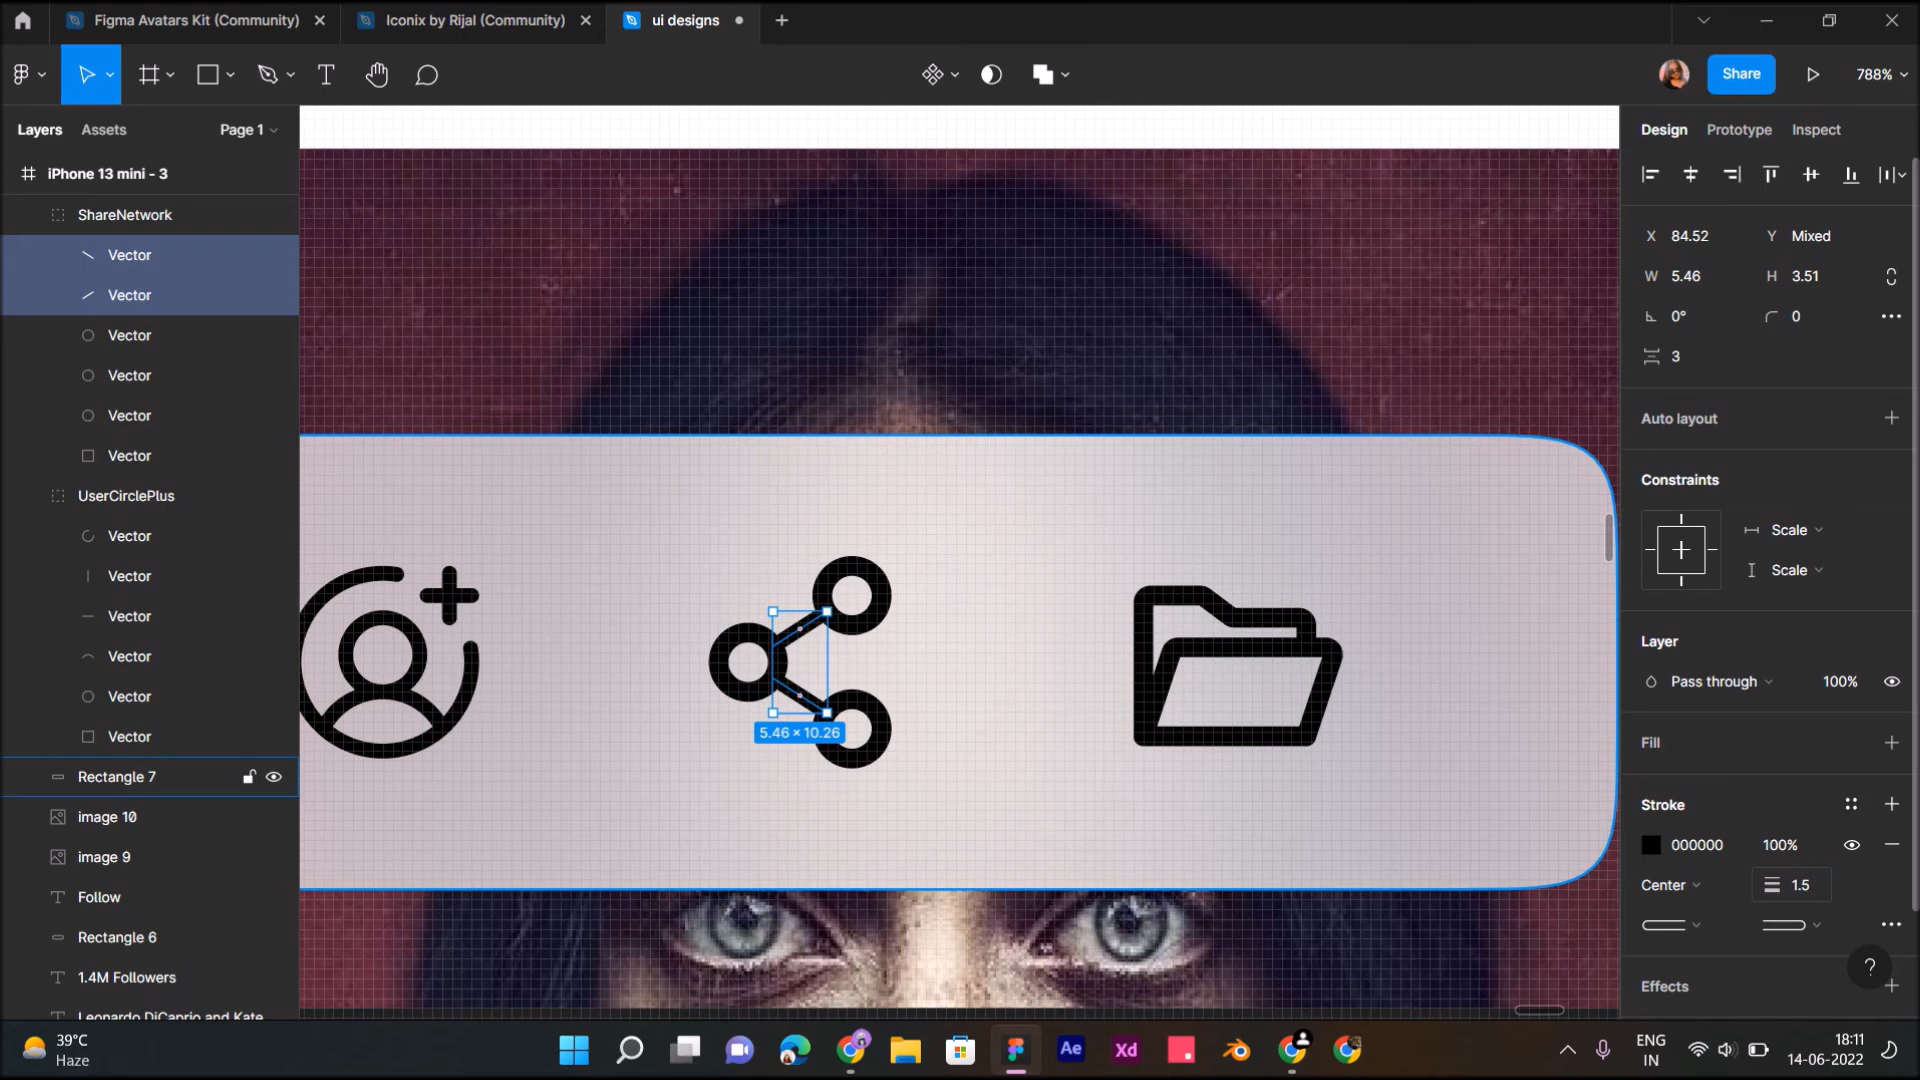 Figma Avatars Kit (Community)
Iconix by Rijal (Community)
ui designs
Share
788%
Layers
Assets
Page 1
iPhone 13 mini - 3
ShareNetwork
Vector
Vector
Vector
Vector
Vector
Vector
UserCirclePlus
Vector
Vector
Vector
Vector
Vector
Vector
Rectangle 7
image 10
image 9
Follow
Rectangle 6
1.4M Followers
Leonardo DiCaprio and Kate
5.46 × 10.26
Design
Prototype
Inspect
X 84.52
Y Mixed
W 5.46
H 3.51
0°
0
3
Auto layout
Constraints
Scale
Scale
Layer
Pass through
100%
Fill
Stroke
000000
100%
Center
1.5
Effects
?
39°C
Haze
Ae
Xd
ENG
IN
18:11
14-06-2022